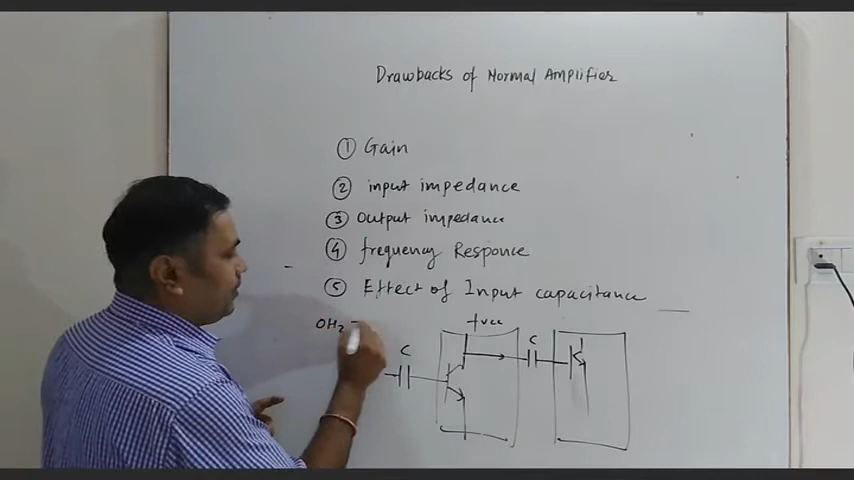 Drawbacks of Normal Amplifier
① Gain
② input impedance
③ Output impedance
④ frequency Responce
⑤ Effect of Input capacitance
OHz -
+vcc
C
C